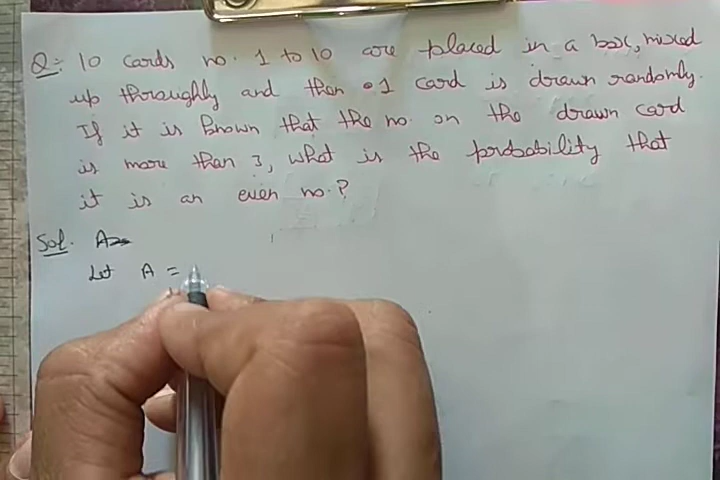 Q:- 10 cards no. 1 to 10 are placed in a box, mixed
up thoroughly and then 1 card is drawn randomly.
If it is known that the no. on the drawn card
is more than 3, what is the probability that
it is an even no.?
Sol. A
Let A =